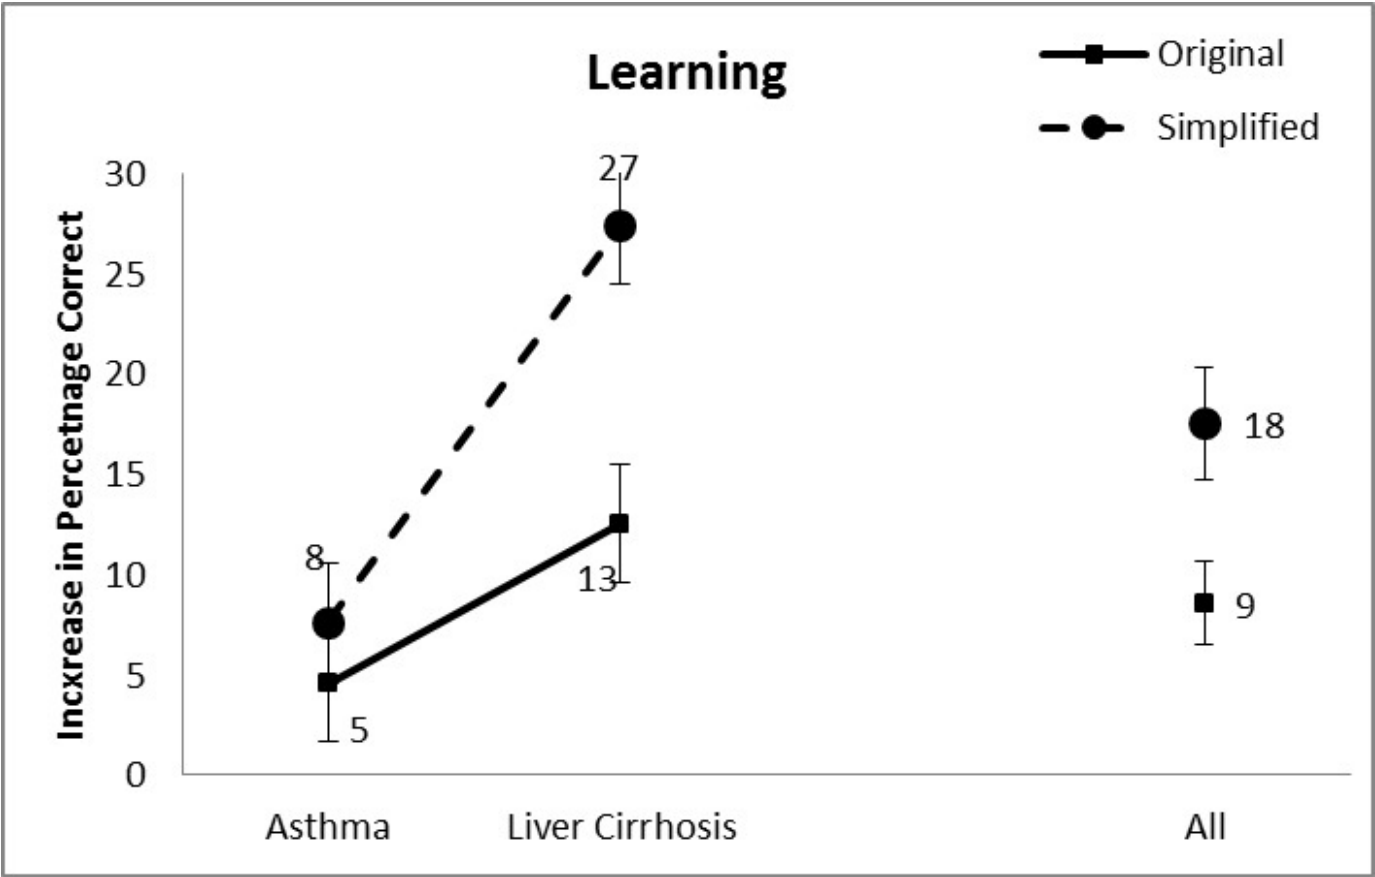 Learning
Original
Simplified
Incxrease in Percetnage Correct
30
25
20
15
10
5
0
27
8
13
5
18
9
Asthma
Liver Cirrhosis
All